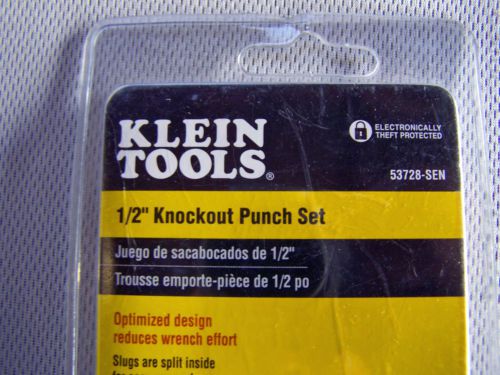 KLEIN
TOOLS®
ELECTRONICALLY
THEFT PROTECTED
53728-SEN
1/2" Knockout Punch Set
Juego de sacabocados de 1/2"
Trousse emporte-pièce de 1/2 po
Optimized design
reduces wrench effort
Slugs are split inside